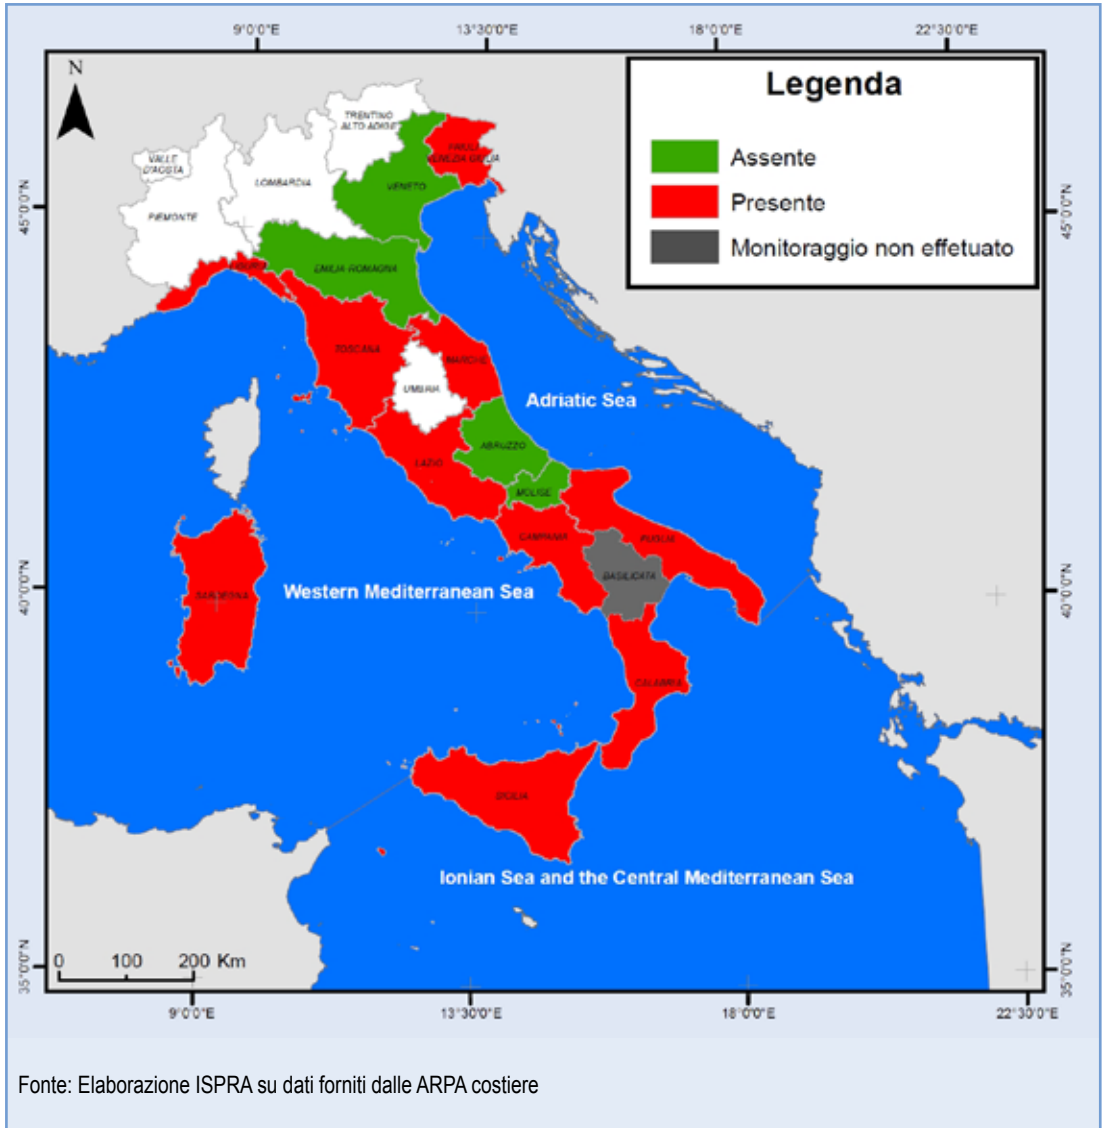 9°0'0"E 13°30'0"E 18°0'0"E 22°30'0"E
N
Legenda
Assente
Presente
Monitoraggio non effetuato
TRENTINO
ALTO ADIGE
FRIULI
VENEZIA GIULIA
VALLE
D'AOSTA
LOMBARDIA
VENETO
PIEMONTE
45°0'0"N 45°0'0"N
LIGURIA
EMILIA-ROMAGNA
TOSCANA
MARCHE
UMBRIA
Adriatic Sea
ABRUZZO
LAZIO
MOLISE
CAMPANIA
PUGLIA
BASILICATA
40°0'0"N 40°0'0"N
Western Mediterranean Sea
SARDEGNA
CALABRIA
SICILIA
Ionian Sea and the Central Mediterranean Sea
35°0'0"N 35°0'0"N
0 100 200 Km
9°0'0"E 13°30'0"E 18°0'0"E 22°30'0"E
Fonte: Elaborazione ISPRA su dati forniti dalle ARPA costiere